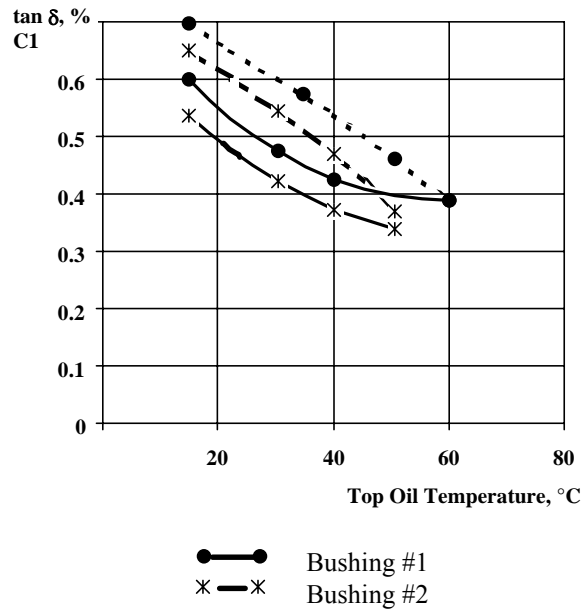 tan δ, %
C1
0.6
0.5
0.4
0.3
0.2
0.1
0
20 40 60 80
Top Oil Temperature, °C
Bushing #1
Bushing #2